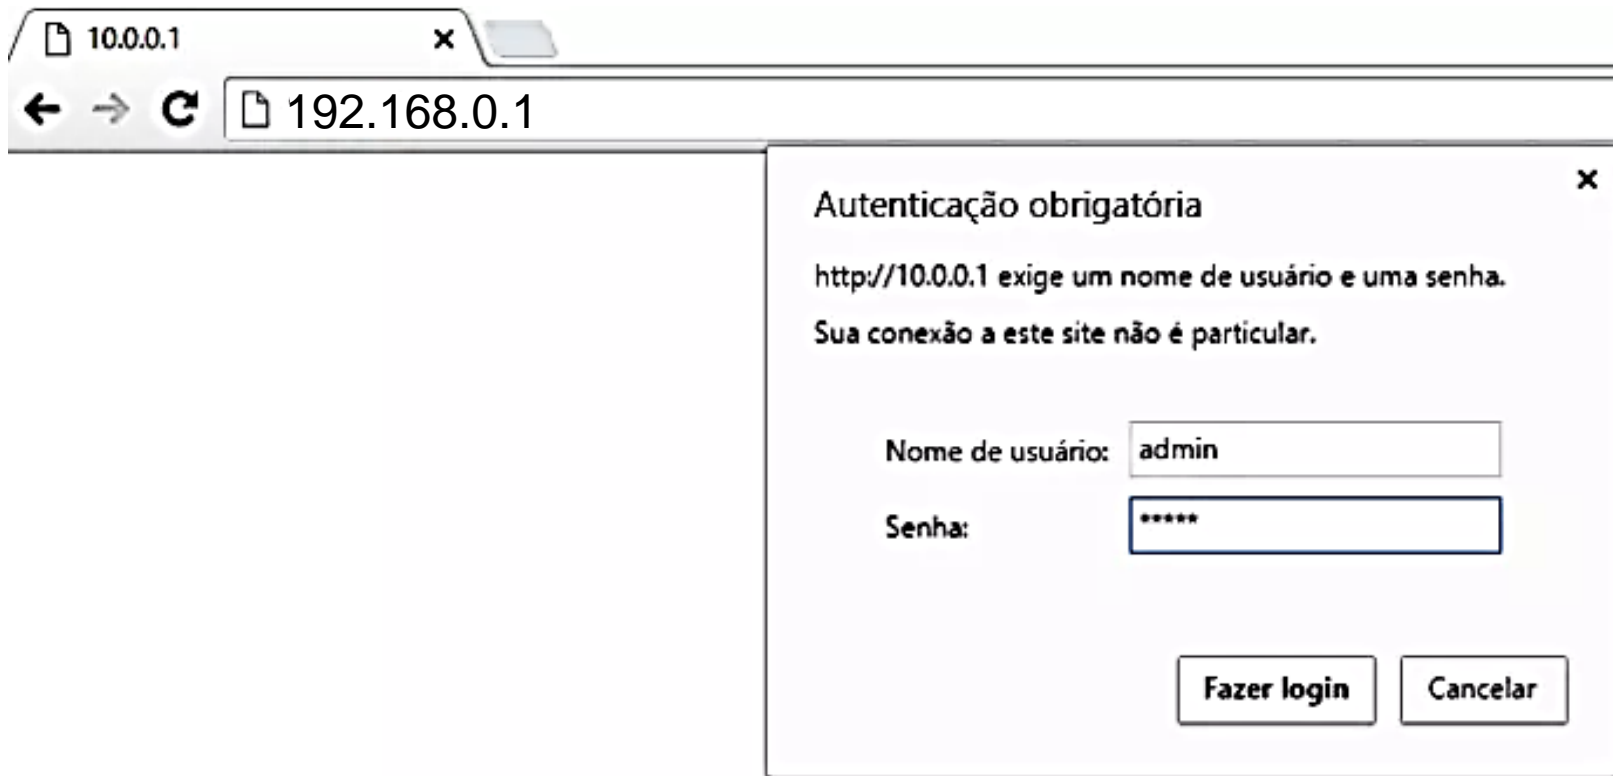 10.0.0.1
192.168.0.1
Autenticação obrigatória
http://10.0.0.1 exige um nome de usuário e uma senha.
Sua conexão a este site não é particular.
Nome de usuário: admin
Senha: *****
Fazer login Cancelar